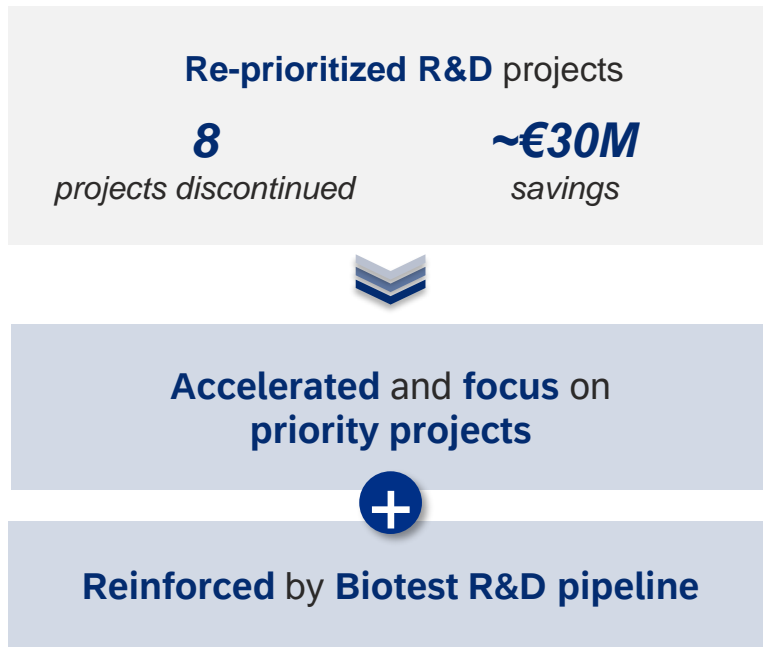 Re-prioritized R&D projects
8
projects discontinued
~€30M
savings
Accelerated and focus on
priority projects
+
Reinforced by Biotest R&D pipeline